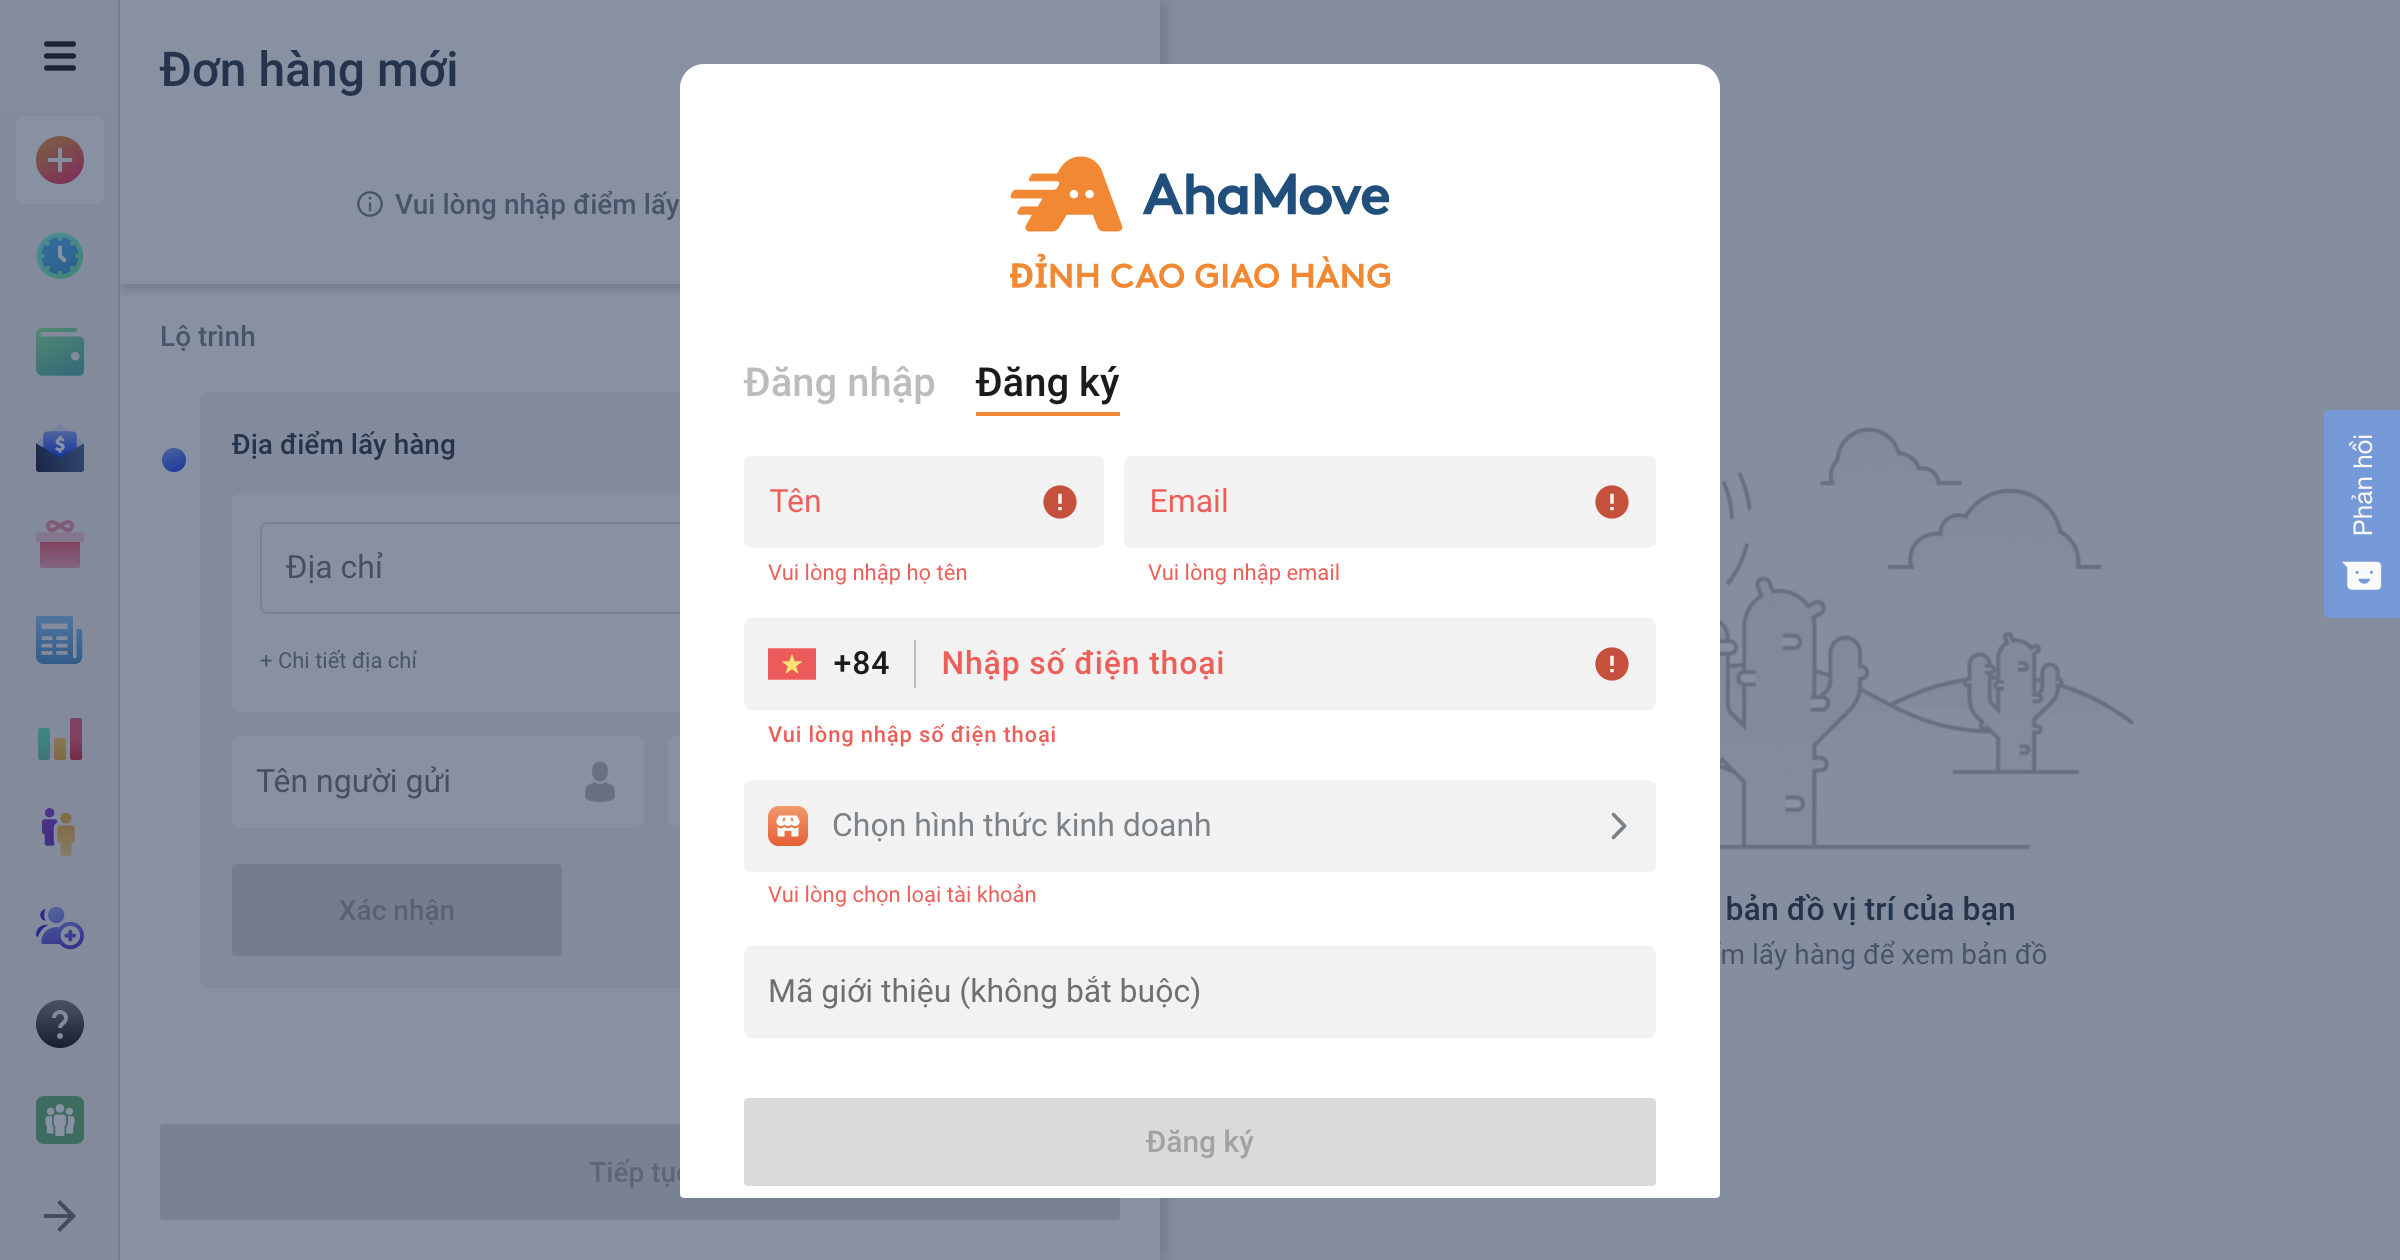 Đơn hàng mới
Vui lòng nhập điểm lấy
Lộ trình
Địa điểm lấy hàng
Địa chỉ
+ Chi tiết địa chỉ
Tên người gửi
Xác nhận
Tiếp tục
AhaMove
ĐỈNH CAO GIAO HÀNG
Đăng nhập
Đăng ký
Tên
Email
Vui lòng nhập họ tên
Vui lòng nhập email
+84
Nhập số điện thoại
Vui lòng nhập số điện thoại
Chọn hình thức kinh doanh
Vui lòng chọn loại tài khoản
Mã giới thiệu (không bắt buộc)
Đăng ký
bản đồ vị trí của bạn
lấy hàng để xem bản đồ
Phản hồi